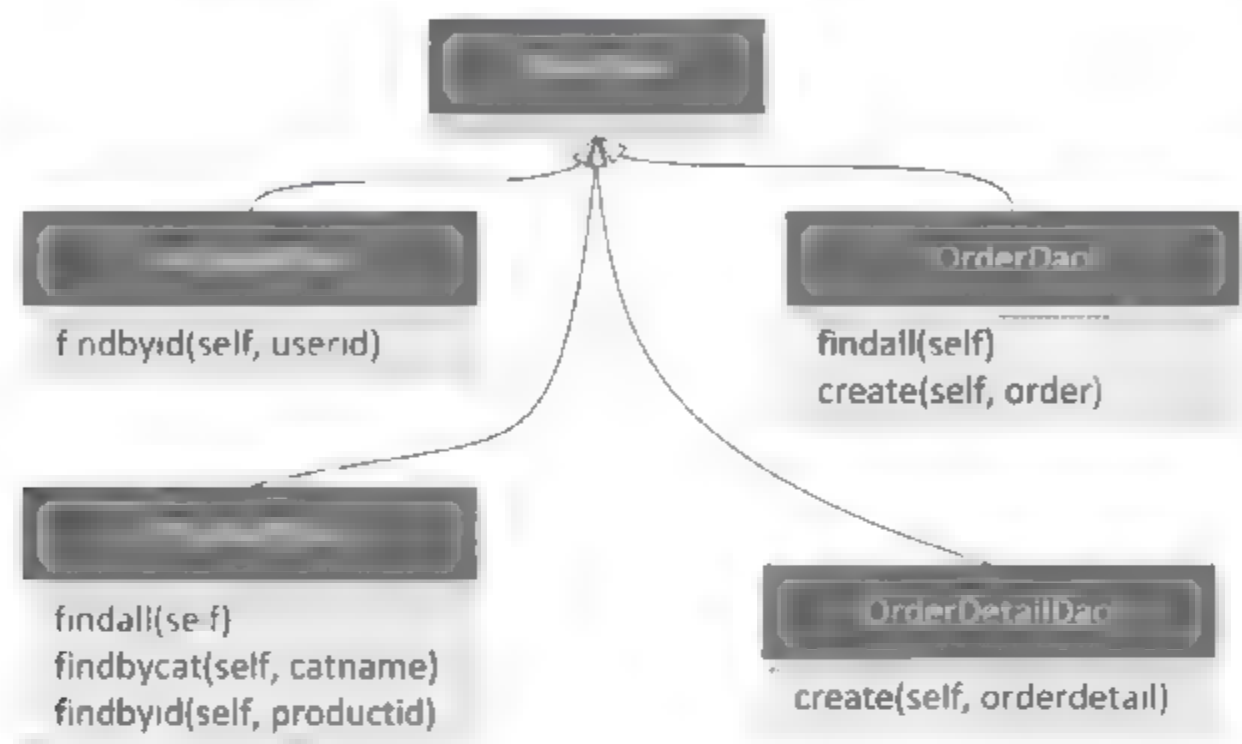 OrderDao
findbyid(self, userid)
findall(self)
create(self, order)
findall(self)
findbycat(self, catname)
findbyid(self, productid)
OrderDetailDao
create(self, orderdetail)